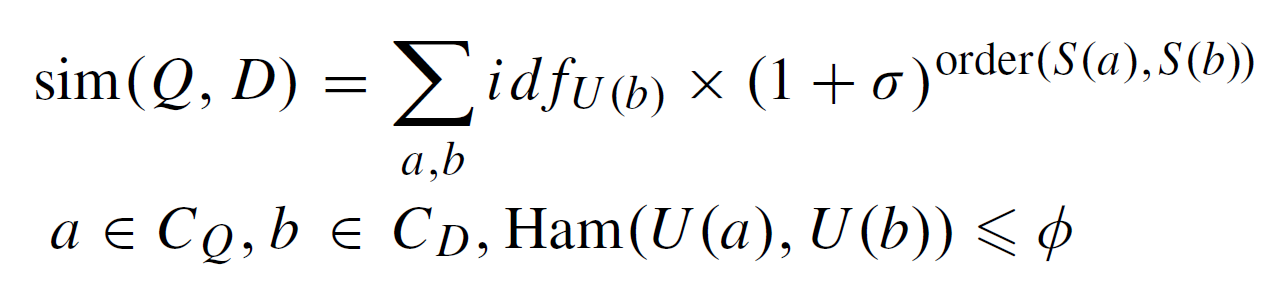 sim(Q, D) = ∑_{a,b} idf_{U(b)} × (1 + σ)^{order(S(a),S(b))}
a ∈ C_Q, b ∈ C_D, Ham(U(a), U(b)) ⩽ ϕ